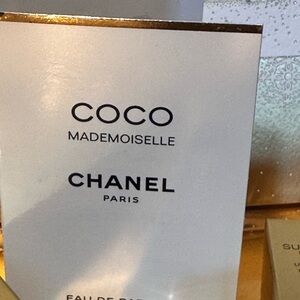 COCO
MADEMOISELLE
CHANEL
PARIS
EAU DE